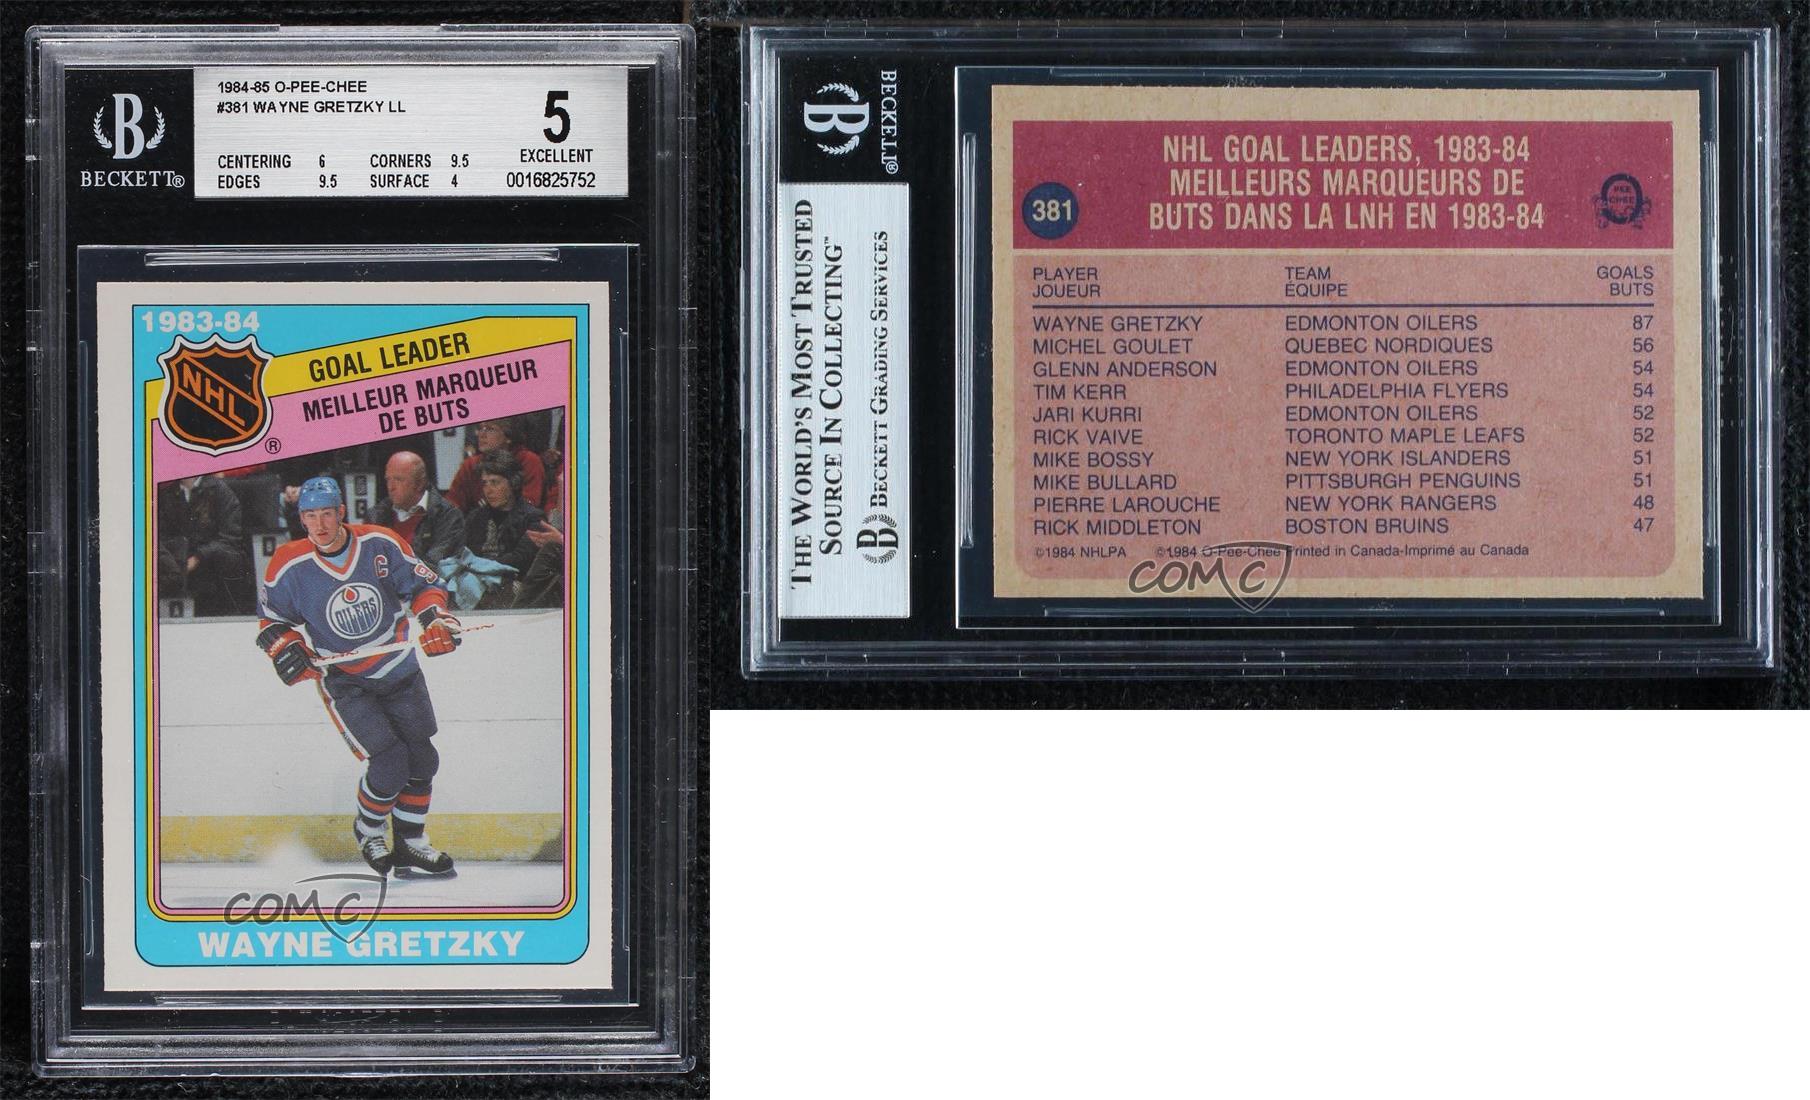 1984-85 O-PEE-CHEE
#381 WAYNE GRETZKY LL
CENTERING 6 CORNERS 9.5
EDGES 9.5 SURFACE 4
5
EXCELLENT
0016825752
B
BECKETT®
1983-84
NHL
®
GOAL LEADER
MEILLEUR MARQUEUR
DE BUTS
C
OILERS
COMC
WAYNE GRETZKY
B
BECKETT®
THE WORLD'S MOST TRUSTED
SOURCE IN COLLECTING™
BECKETT GRADING SERVICES
381
NHL GOAL LEADERS, 1983-84
MEILLEURS MARQUEURS DE
BUTS DANS LA LNH EN 1983-84
O
PEE
CHEE
PLAYER TEAM GOALS
JOUEUR ÉQUIPE BUTS
WAYNE GRETZKY EDMONTON OILERS 87
MICHEL GOULET QUEBEC NORDIQUES 56
GLENN ANDERSON EDMONTON OILERS 54
TIM KERR PHILADELPHIA FLYERS 54
JARI KURRI EDMONTON OILERS 52
RICK VAIVE TORONTO MAPLE LEAFS 52
MIKE BOSSY NEW YORK ISLANDERS 51
MIKE BULLARD PITTSBURGH PENGUINS 51
PIERRE LAROUCHE NEW YORK RANGERS 48
RICK MIDDLETON BOSTON BRUINS 47
©1984 NHLPA ©1984 O-Pee-Chee Printed in Canada-Imprimé au Canada
COMC